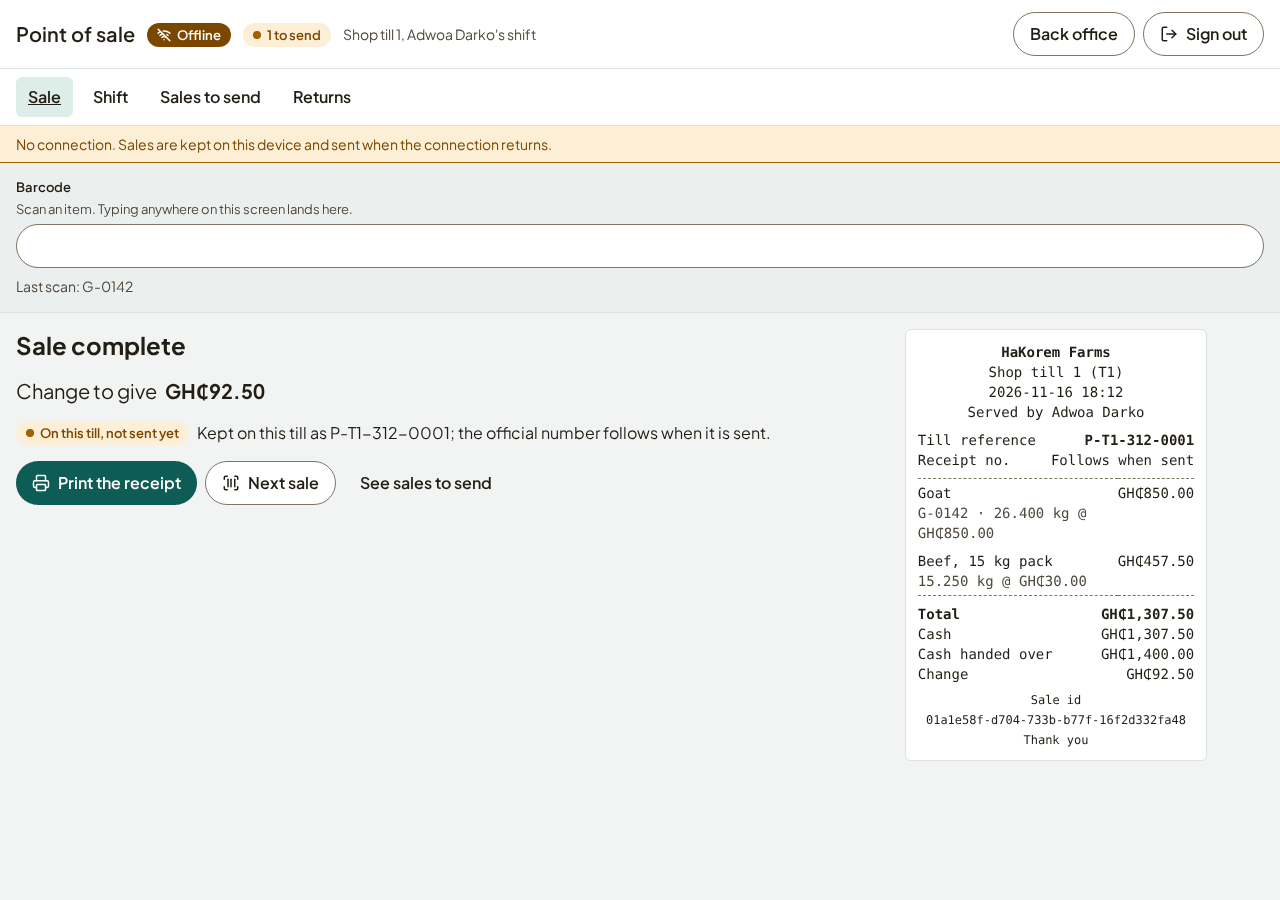 Point of sale
Offline
1 to send
Shop till 1, Adwoa Darko's shift
Back office
Sign out
Sale
Shift
Sales to send
Returns
No connection. Sales are kept on this device and sent when the connection returns.
Barcode
Scan an item. Typing anywhere on this screen lands here.
Last scan: G-0142
Sale complete
Change to give GH₵92.50
On this till, not sent yet
Kept on this till as P-T1-312-0001; the official number follows when it is sent.
Print the receipt
Next sale
See sales to send
HaKorem Farms
Shop till 1 (T1)
2026-11-16 18:12
Served by Adwoa Darko
Till reference P-T1-312-0001
Receipt no. Follows when sent
Goat GH₵850.00
G-0142 · 26.400 kg @
GH₵850.00
Beef, 15 kg pack GH₵457.50
15.250 kg @ GH₵30.00
Total GH₵1,307.50
Cash GH₵1,307.50
Cash handed over GH₵1,400.00
Change GH₵92.50
Sale id
01a1e58f-d704-733b-b77f-16f2d332fa48
Thank you